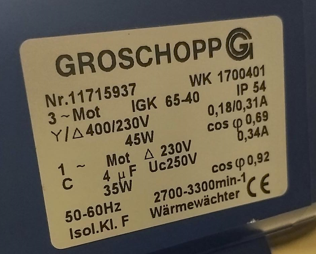 GROSCHOPP G
Nr.11715937 WK 1700401
3~Mot IGK 65-40 IP 54
Y/△400/230V 0,18/0,31A
45W cos φ 0,69
1~ Mot △ 230V 0,34A
C 4 µF Uc250V
35W cos φ 0,92
50-60Hz 2700-3300min-1
Isol.Kl. F Wärmewächter CE